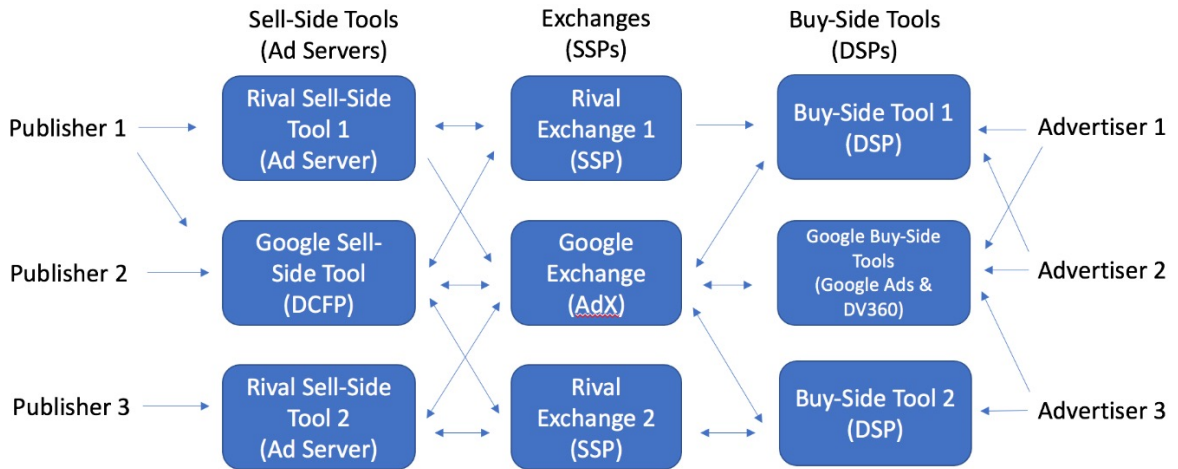 Sell-Side Tools
(Ad Servers)
Exchanges
(SSPs)
Buy-Side Tools
(DSPs)
Publisher 1
Rival Sell-Side
Tool 1
(Ad Server)
Rival
Exchange 1
(SSP)
Buy-Side Tool 1
(DSP)
Advertiser 1
Publisher 2
Google Sell-
Side Tool
(DCFP)
Google
Exchange
(AdX)
Google Buy-Side
Tools
(Google Ads &
DV360)
Advertiser 2
Publisher 3
Rival Sell-Side
Tool 2
(Ad Server)
Rival
Exchange 2
(SSP)
Buy-Side Tool 2
(DSP)
Advertiser 3